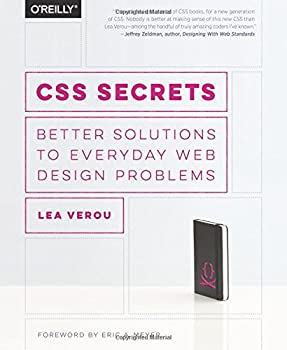 O'REILLY®
Copyrighted Material of CSS books, for a new generation
of CSS. Nobody is better at making sense of this new CSS than
Lea Verou—among the handful of truly amazing coders I've known."
– Jeffrey Zeldman, author, Designing With Web Standards
CSS SECRETS
BETTER SOLUTIONS
TO EVERYDAY WEB
DESIGN PROBLEMS
LEA VEROU
FOREWORD BY ERIC A. MEYER
Copyrighted Material